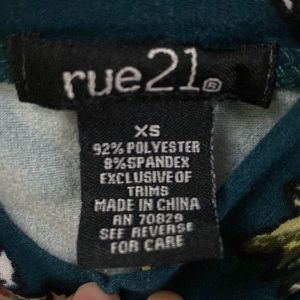 rue21®
XS
92% POLYESTER
8% SPANDEX
EXCLUSIVE OF
TRIMS
MADE IN CHINA
RN 70829
SEE REVERSE
FOR CARE